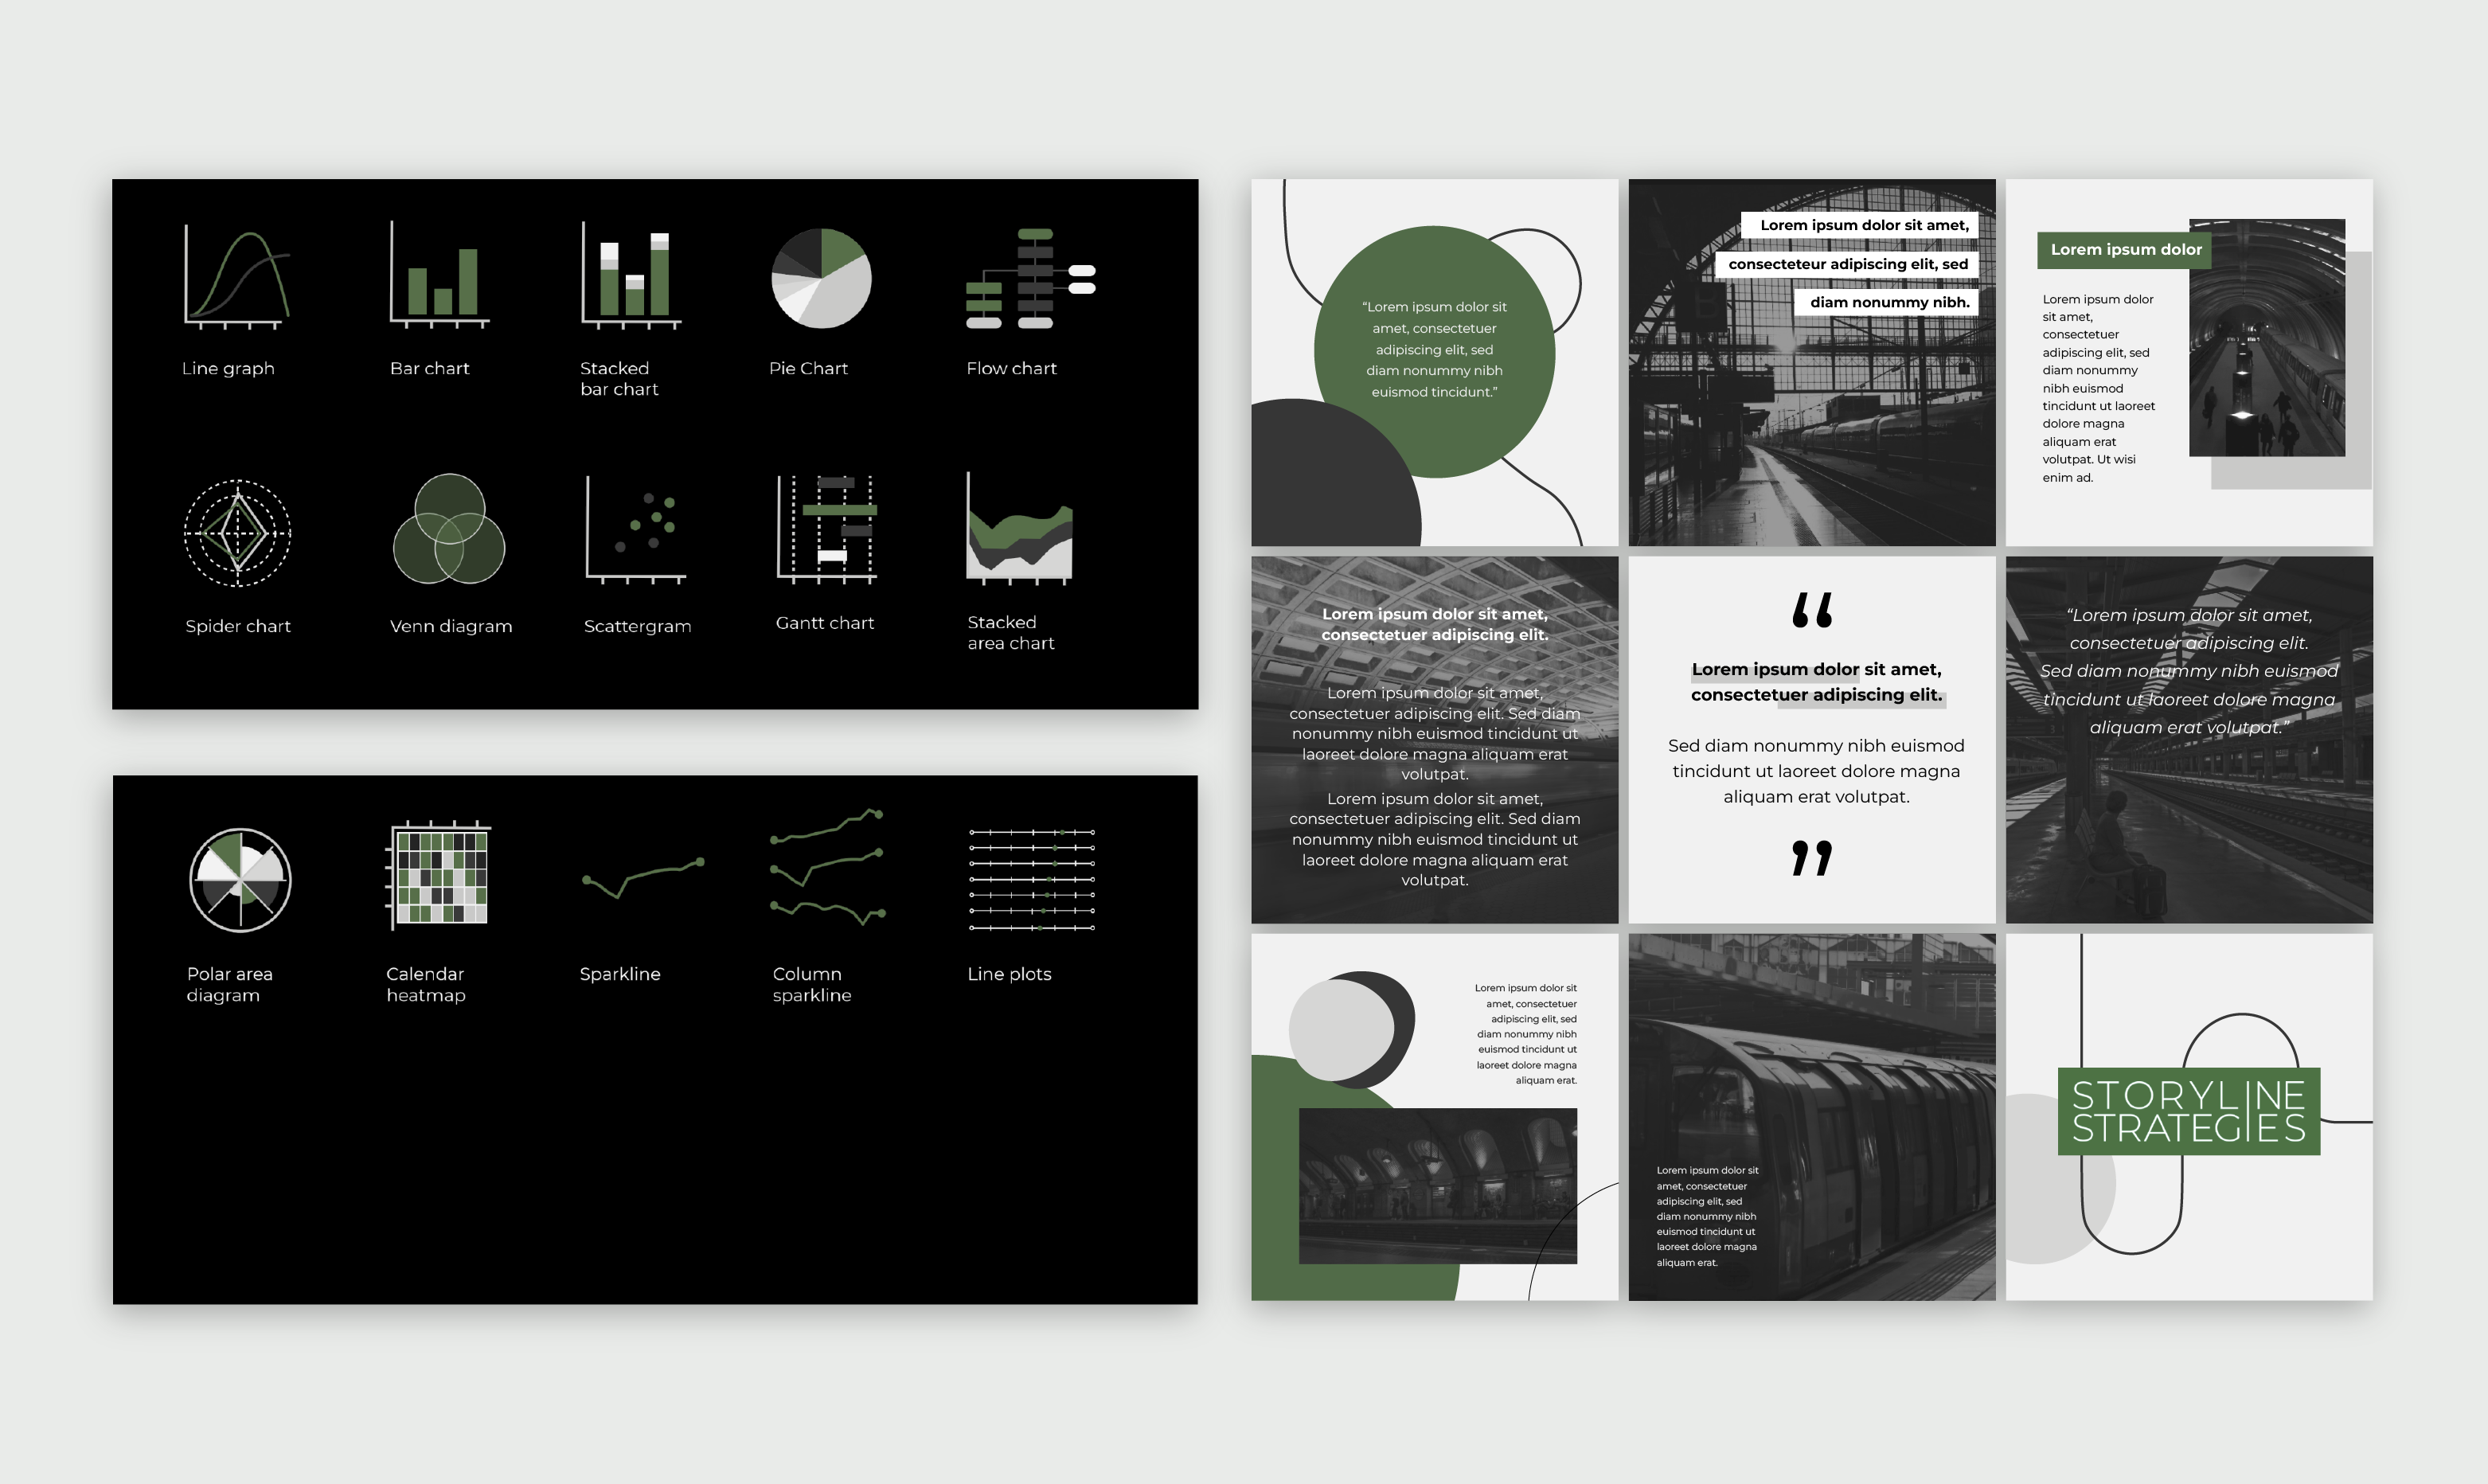 Line graph
Bar chart
Stacked
bar chart
Pie Chart
Flow chart
Spider chart
Venn diagram
Scattergram
Gantt chart
Stacked
area chart
Polar area
diagram
Calendar
heatmap
Sparkline
Column
sparkline
Line plots
“Lorem ipsum dolor sit
amet, consectetuer
adipiscing elit, sed
diam nonummy nibh
euismod tincidunt.”
Lorem ipsum dolor sit amet,
consecteteur adipiscing elit, sed
diam nonummy nibh.
Lorem ipsum dolor
Lorem ipsum dolor
sit amet,
consectetuer
adipiscing elit, sed
diam nonummy
nibh euismod
tincidunt ut laoreet
dolore magna
aliquam erat
volutpat. Ut wisi
enim ad.
Lorem ipsum dolor sit amet,
consectetuer adipiscing elit.
Lorem ipsum dolor sit amet,
consectetuer adipiscing elit. Sed diam
nonummy nibh euismod tincidunt ut
laoreet dolore magna aliquam erat
volutpat.
Lorem ipsum dolor sit amet,
consectetuer adipiscing elit. Sed diam
nonummy nibh euismod tincidunt ut
laoreet dolore magna aliquam erat
volutpat.
“
Lorem ipsum dolor sit amet,
consectetuer adipiscing elit.
Sed diam nonummy nibh euismod
tincidunt ut laoreet dolore magna
aliquam erat volutpat.
”
“Lorem ipsum dolor sit amet,
consectetuer adipiscing elit.
Sed diam nonummy nibh euismod
tincidunt ut laoreet dolore magna
aliquam erat volutpat.”
Lorem ipsum dolor sit
amet, consectetuer
adipiscing elit, sed
diam nonummy nibh
euismod tincidunt ut
laoreet dolore magna
aliquam erat.
Lorem ipsum dolor sit
amet, consectetuer
adipiscing elit, sed
diam nonummy nibh
euismod tincidunt ut
laoreet dolore magna
aliquam erat.
STORYLINE
STRATEGIES